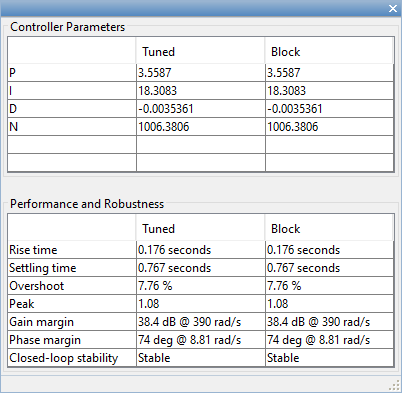 Controller Parameters
Tuned Block
P 3.5587 3.5587
I 18.3083 18.3083
D -0.0035361 -0.0035361
N 1006.3806 1006.3806
Performance and Robustness
Tuned Block
Rise time 0.176 seconds 0.176 seconds
Settling time 0.767 seconds 0.767 seconds
Overshoot 7.76 % 7.76 %
Peak 1.08 1.08
Gain margin 38.4 dB @ 390 rad/s 38.4 dB @ 390 rad/s
Phase margin 74 deg @ 8.81 rad/s 74 deg @ 8.81 rad/s
Closed-loop stability Stable Stable